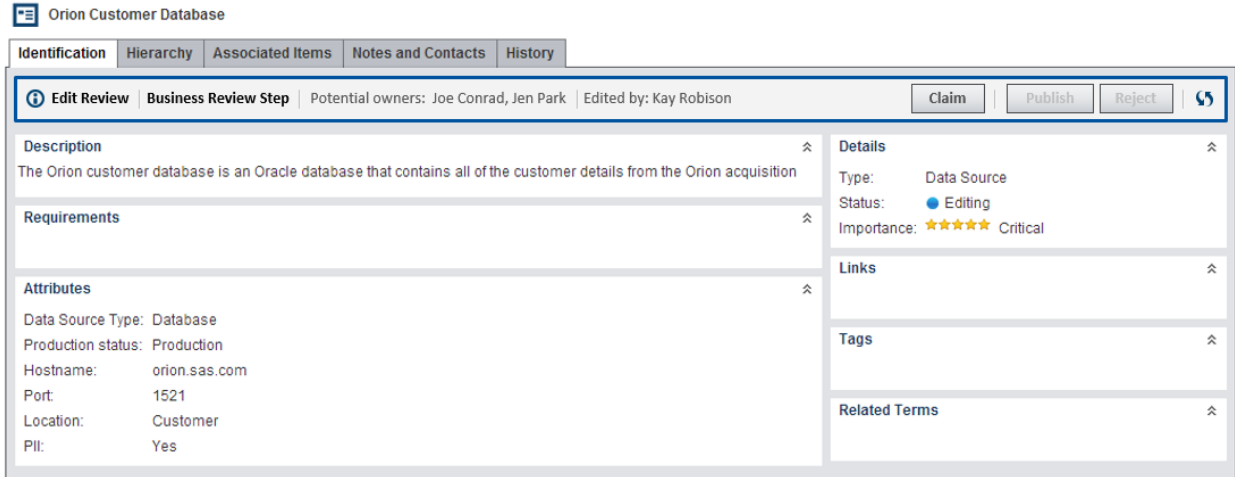 Orion Customer Database
Identification Hierarchy Associated Items Notes and Contacts History
Edit Review Business Review Step Potential owners: Joe Conrad, Jen Park Edited by: Kay Robison Claim Publish Reject
Description
The Orion customer database is an Oracle database that contains all of the customer details from the Orion acquisition
Requirements
Attributes
Data Source Type: Database
Production status: Production
Hostname: orion.sas.com
Port: 1521
Location: Customer
PII: Yes
Details
Type: Data Source
Status: Editing
Importance: Critical
Links
Tags
Related Terms